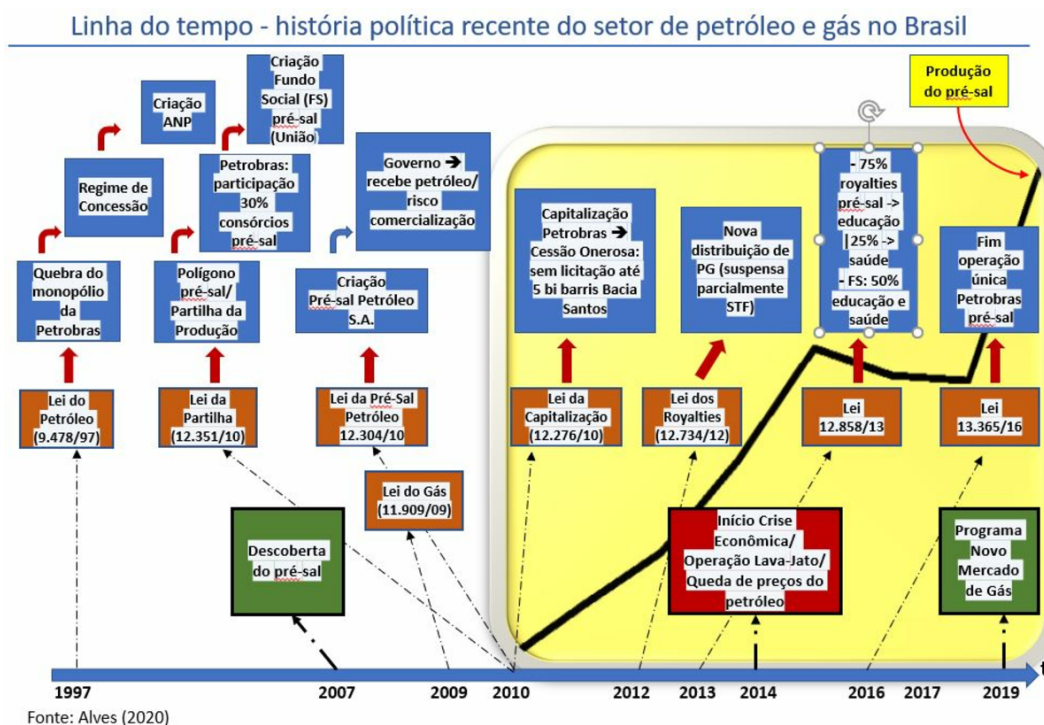 Linha do tempo - história política recente do setor de petróleo e gás no Brasil
Criação
ANP
Criação
Fundo
Social (FS)
pré-sal
(União)
Produção
do pré-sal
Regime de
Concessão
Petrobras:
participação
30%
consórcios
pré-sal
Governo ➔
recebe petróleo/
risco
comercialização
Capitalização
Petrobras ➔
Cessão Onerosa:
sem licitação até
5 bi barris Bacia
Santos
Nova
distribuição de
PG (suspensa
parcialmente
STF)
- 75%
royalties
pré-sal ->
educação
|25% ->
saúde
- FS: 50%
educação e
saúde
Fim
operação
única
Petrobras
pré-sal
Quebra do
monopólio
da
Petrobras
Polígono
pré-sal/
Partilha da
Produção
Criação
Pré-sal Petróleo
S.A.
Lei do
Petróleo
(9.478/97)
Lei da
Partilha
(12.351/10)
Lei da Pré-Sal
Petróleo
12.304/10
Lei da
Capitalização
(12.276/10)
Lei dos
Royalties
(12.734/12)
Lei
12.858/13
Lei
13.365/16
Lei do Gás
(11.909/09)
Descoberta
do pré-sal
Início Crise
Econômica/
Operação Lava-Jato/
Queda de preços do
petróleo
Programa
Novo
Mercado
de Gás
t
1997 2007 2009 2010 2012 2013 2014 2016 2017 2019
Fonte: Alves (2020)